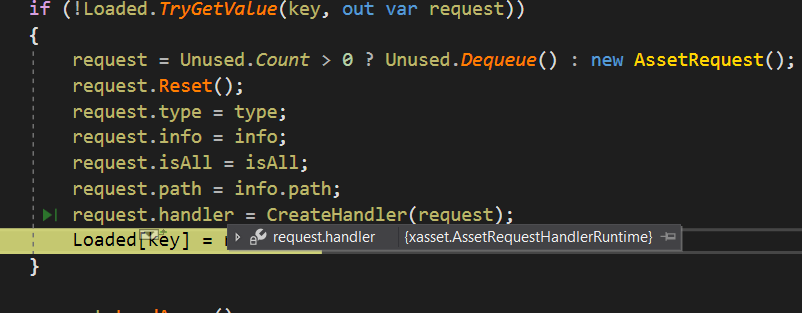 if (!Loaded.TryGetValue(key, out var request))
{
request = Unused.Count > 0 ? Unused.Dequeue() : new AssetRequest();
request.Reset();
request.type = type;
request.info = info;
request.isAll = isAll;
request.path = info.path;
request.handler = CreateHandler(request);
Loaded[key] =
request.handler {xasset.AssetRequestHandlerRuntime}
}